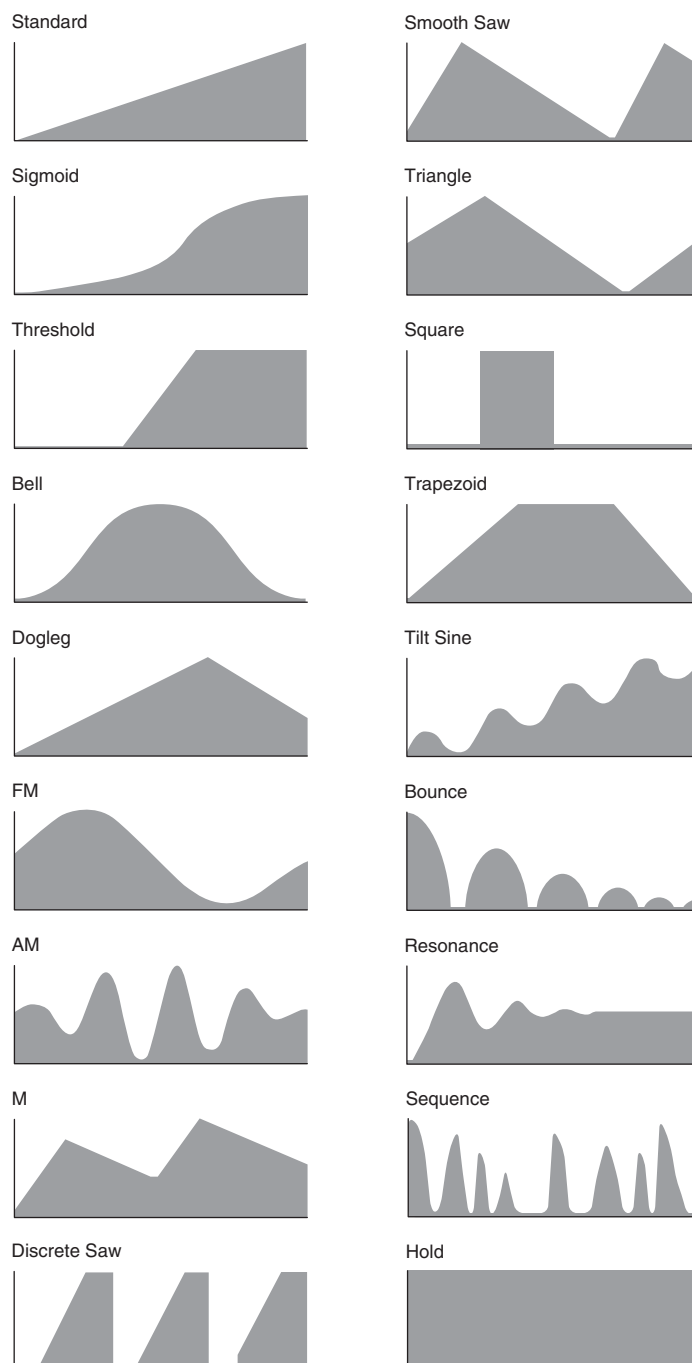 Standard
Smooth Saw
Sigmoid
Triangle
Threshold
Square
Bell
Trapezoid
Dogleg
Tilt Sine
FM
Bounce
AM
Resonance
M
Sequence
Discrete Saw
Hold